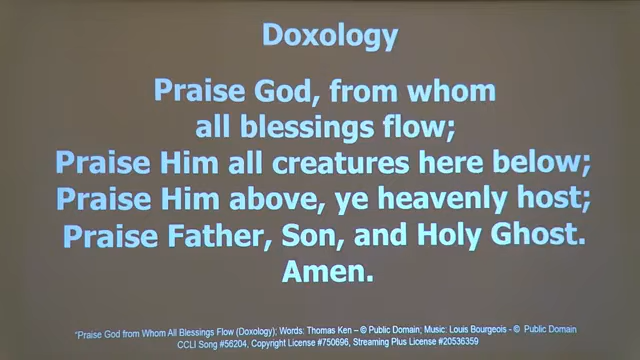 Doxology
Praise God, from whom
all blessings flow;
Praise Him all creatures here below;
Praise Him above, ye heavenly host;
Praise Father, Son, and Holy Ghost.
Amen.
"Praise God from Whom All Blessings Flow (Doxology); Words: Thomas Ken – © Public Domain; Music: Louis Bourgeois - © Public Domain
CCLI Song #56204, Copyright License #750696, Streaming Plus License #20536359